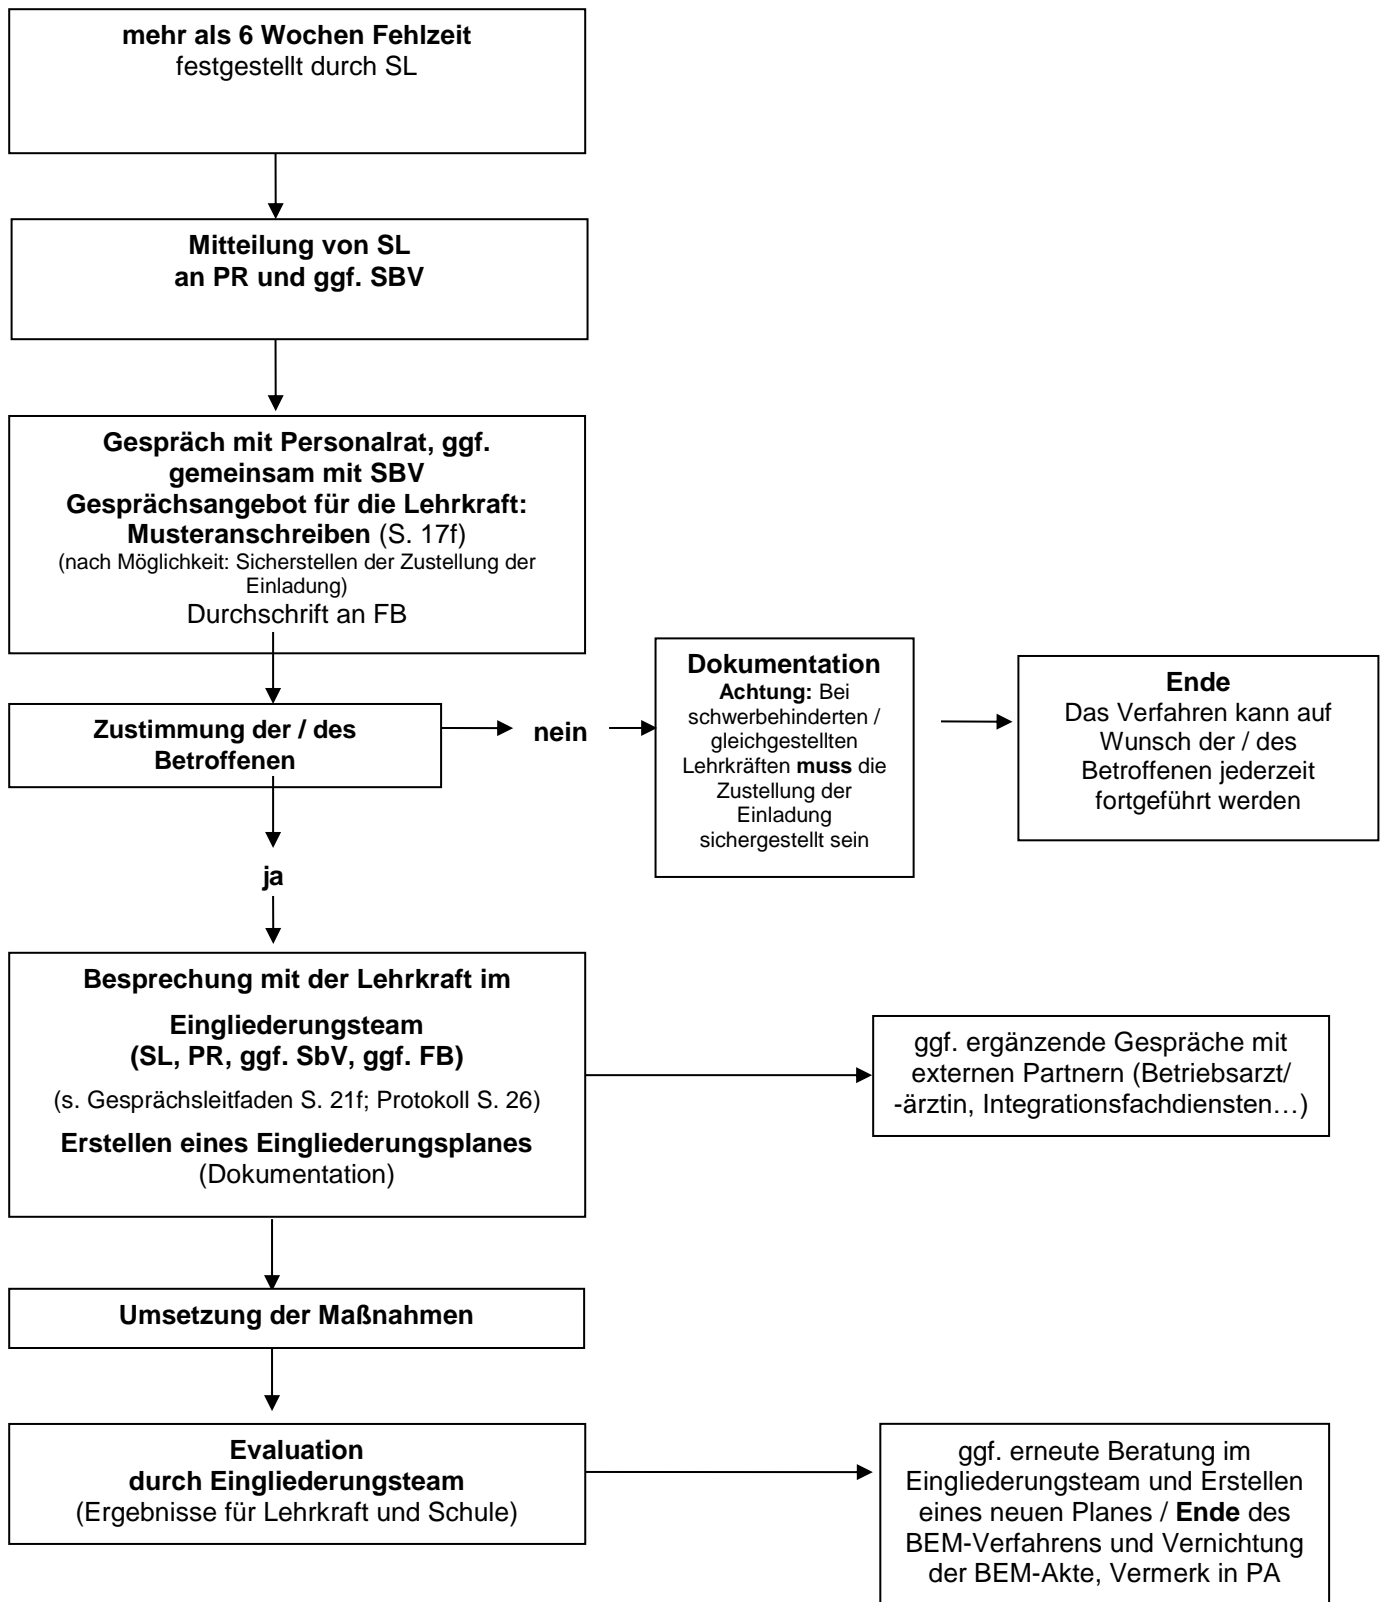 mehr als 6 Wochen Fehlzeit
festgestellt durch SL
Mitteilung von SL
an PR und ggf. SBV
Gespräch mit Personalrat, ggf.
gemeinsam mit SBV
Gesprächsangebot für die Lehrkraft:
Musteranschreiben (S. 17f)
(nach Möglichkeit: Sicherstellen der Zustellung der
Einladung)
Durchschrift an FB
Zustimmung der / des
Betroffenen
nein
Dokumentation
Achtung: Bei
schwerbehinderten /
gleichgestellten
Lehrkräften muss die
Zustellung der
Einladung
sichergestellt sein
Ende
Das Verfahren kann auf
Wunsch der / des
Betroffenen jederzeit
fortgeführt werden
ja
Besprechung mit der Lehrkraft im
Eingliederungsteam
(SL, PR, ggf. SbV, ggf. FB)
(s. Gesprächsleitfaden S. 21f; Protokoll S. 26)
Erstellen eines Eingliederungsplanes
(Dokumentation)
ggf. ergänzende Gespräche mit
externen Partnern (Betriebsarzt/
-ärztin, Integrationsfachdiensten…)
Umsetzung der Maßnahmen
Evaluation
durch Eingliederungsteam
(Ergebnisse für Lehrkraft und Schule)
ggf. erneute Beratung im
Eingliederungsteam und Erstellen
eines neuen Planes / Ende des
BEM-Verfahrens und Vernichtung
der BEM-Akte, Vermerk in PA